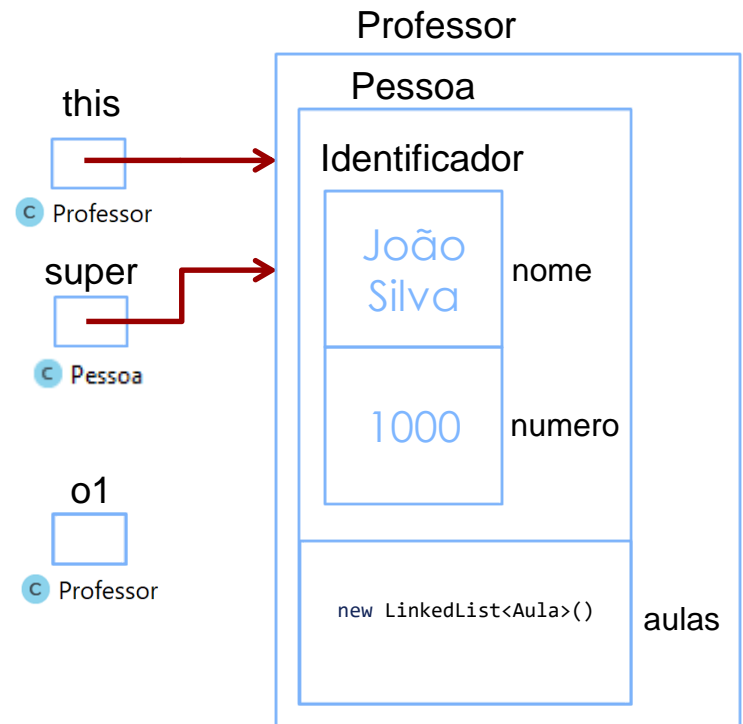 Professor
Pessoa
this
Identificador
C Professor
João
Silva
nome
super
C Pessoa
1000
numero
o1
C Professor
new LinkedList<Aula>()
aulas